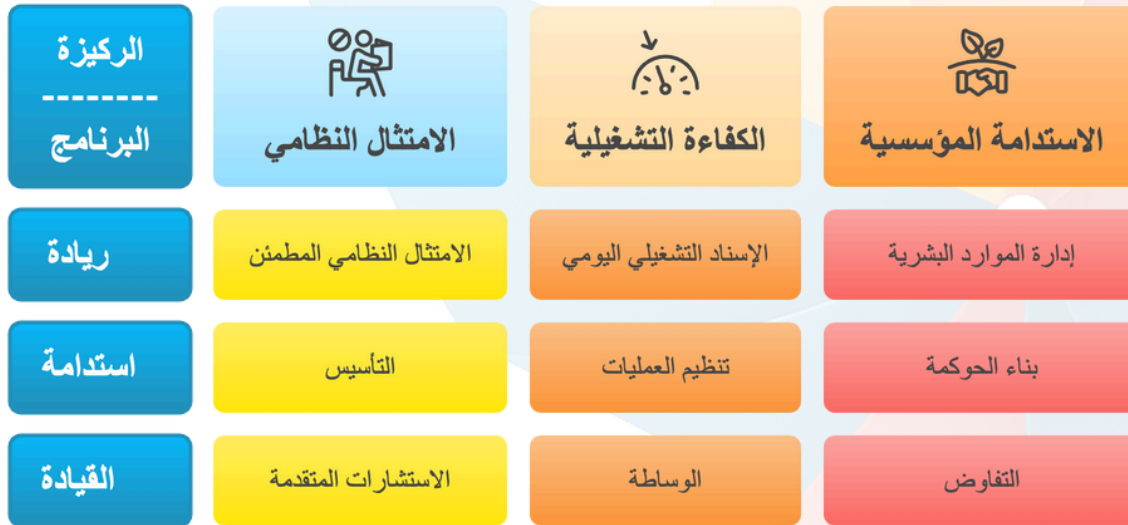 الركيزة
--------
البرنامج
الامتثال النظامي
الكفاءة التشغيلية
الاستدامة المؤسسية
ريادة
الامتثال النظامي المطمئن
الإسناد التشغيلي اليومي
إدارة الموارد البشرية
استدامة
التأسيس
تنظيم العمليات
بناء الحوكمة
القيادة
الاستشارات المتقدمة
الوساطة
التفاوض